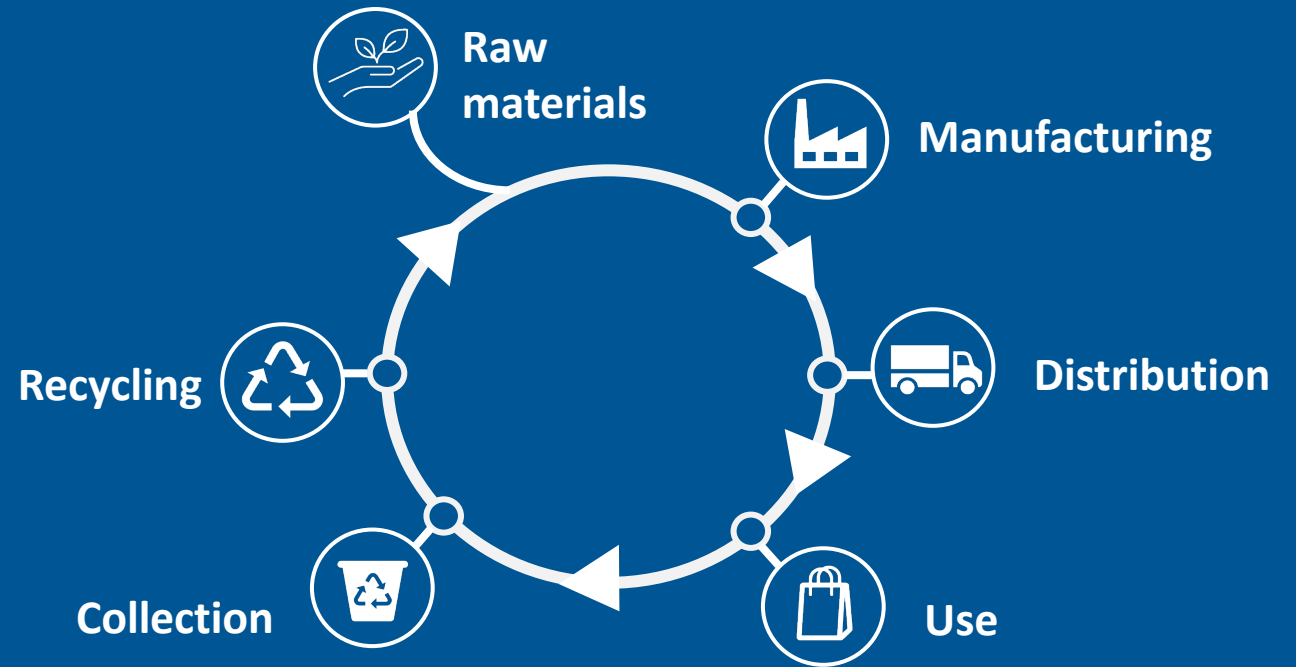 Raw
materials
Manufacturing
Distribution
Use
Collection
Recycling